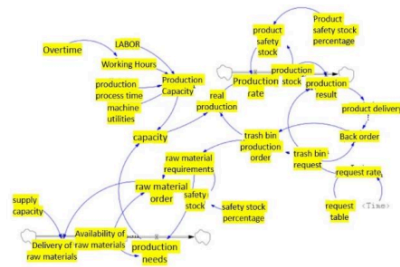 product
safety
stock
Product
safety stock
percentage
Overtime
LABOR
Working Hours
production
process time
machine
utilities
Production
Capacity
real
production
Production
rate
production
stock
production
result
product delivery
capacity
trash bin
production
order
Back order
trash bin
request
request rate
request
table
<Time>
raw material
requirements
raw material
order
safety
stock
safety stock
percentage
supply
capacity
Delivery of
raw materials
Availability of
raw materials
production
needs